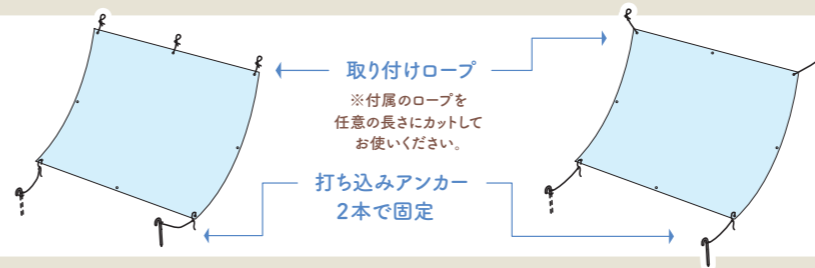 取り付けロープ
※付属のロープを
任意の長さにカットして
お使いください。
打ち込みアンカー
2本で固定